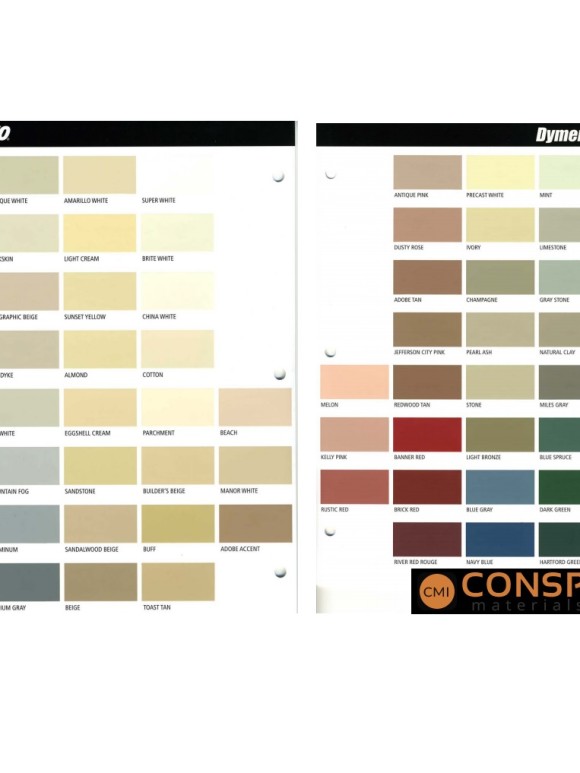 O
QUE WHITE AMARILLO WHITE SUPER WHITE
KSKIN LIGHT CREAM BRITE WHITE
GRAPHIC BEIGE SUNSET YELLOW CHINA WHITE
DYKE ALMOND COTTON
WHITE EGGSHELL CREAM PARCHMENT BEACH
NTAIN FOG SANDSTONE BUILDER'S BEIGE MANOR WHITE
MINUM SANDALWOOD BEIGE BUFF ADOBE ACCENT
IUM GRAY BEIGE TOAST TAN
Dyme
ANTIQUE PINK PRECAST WHITE MINT
DUSTY ROSE IVORY LIMESTONE
ADOBE TAN CHAMPAGNE GRAY STONE
JEFFERSON CITY PINK PEARL ASH NATURAL CLAY
MELON REDWOOD TAN STONE MILES GRAY
KELLY PINK BANNER RED LIGHT BRONZE BLUE SPRUCE
RUSTIC RED BRICK RED BLUE GRAY DARK GREEN
RIVER RED ROUGE NAVY BLUE HARTFORD GREE
CMI CONSP
materials